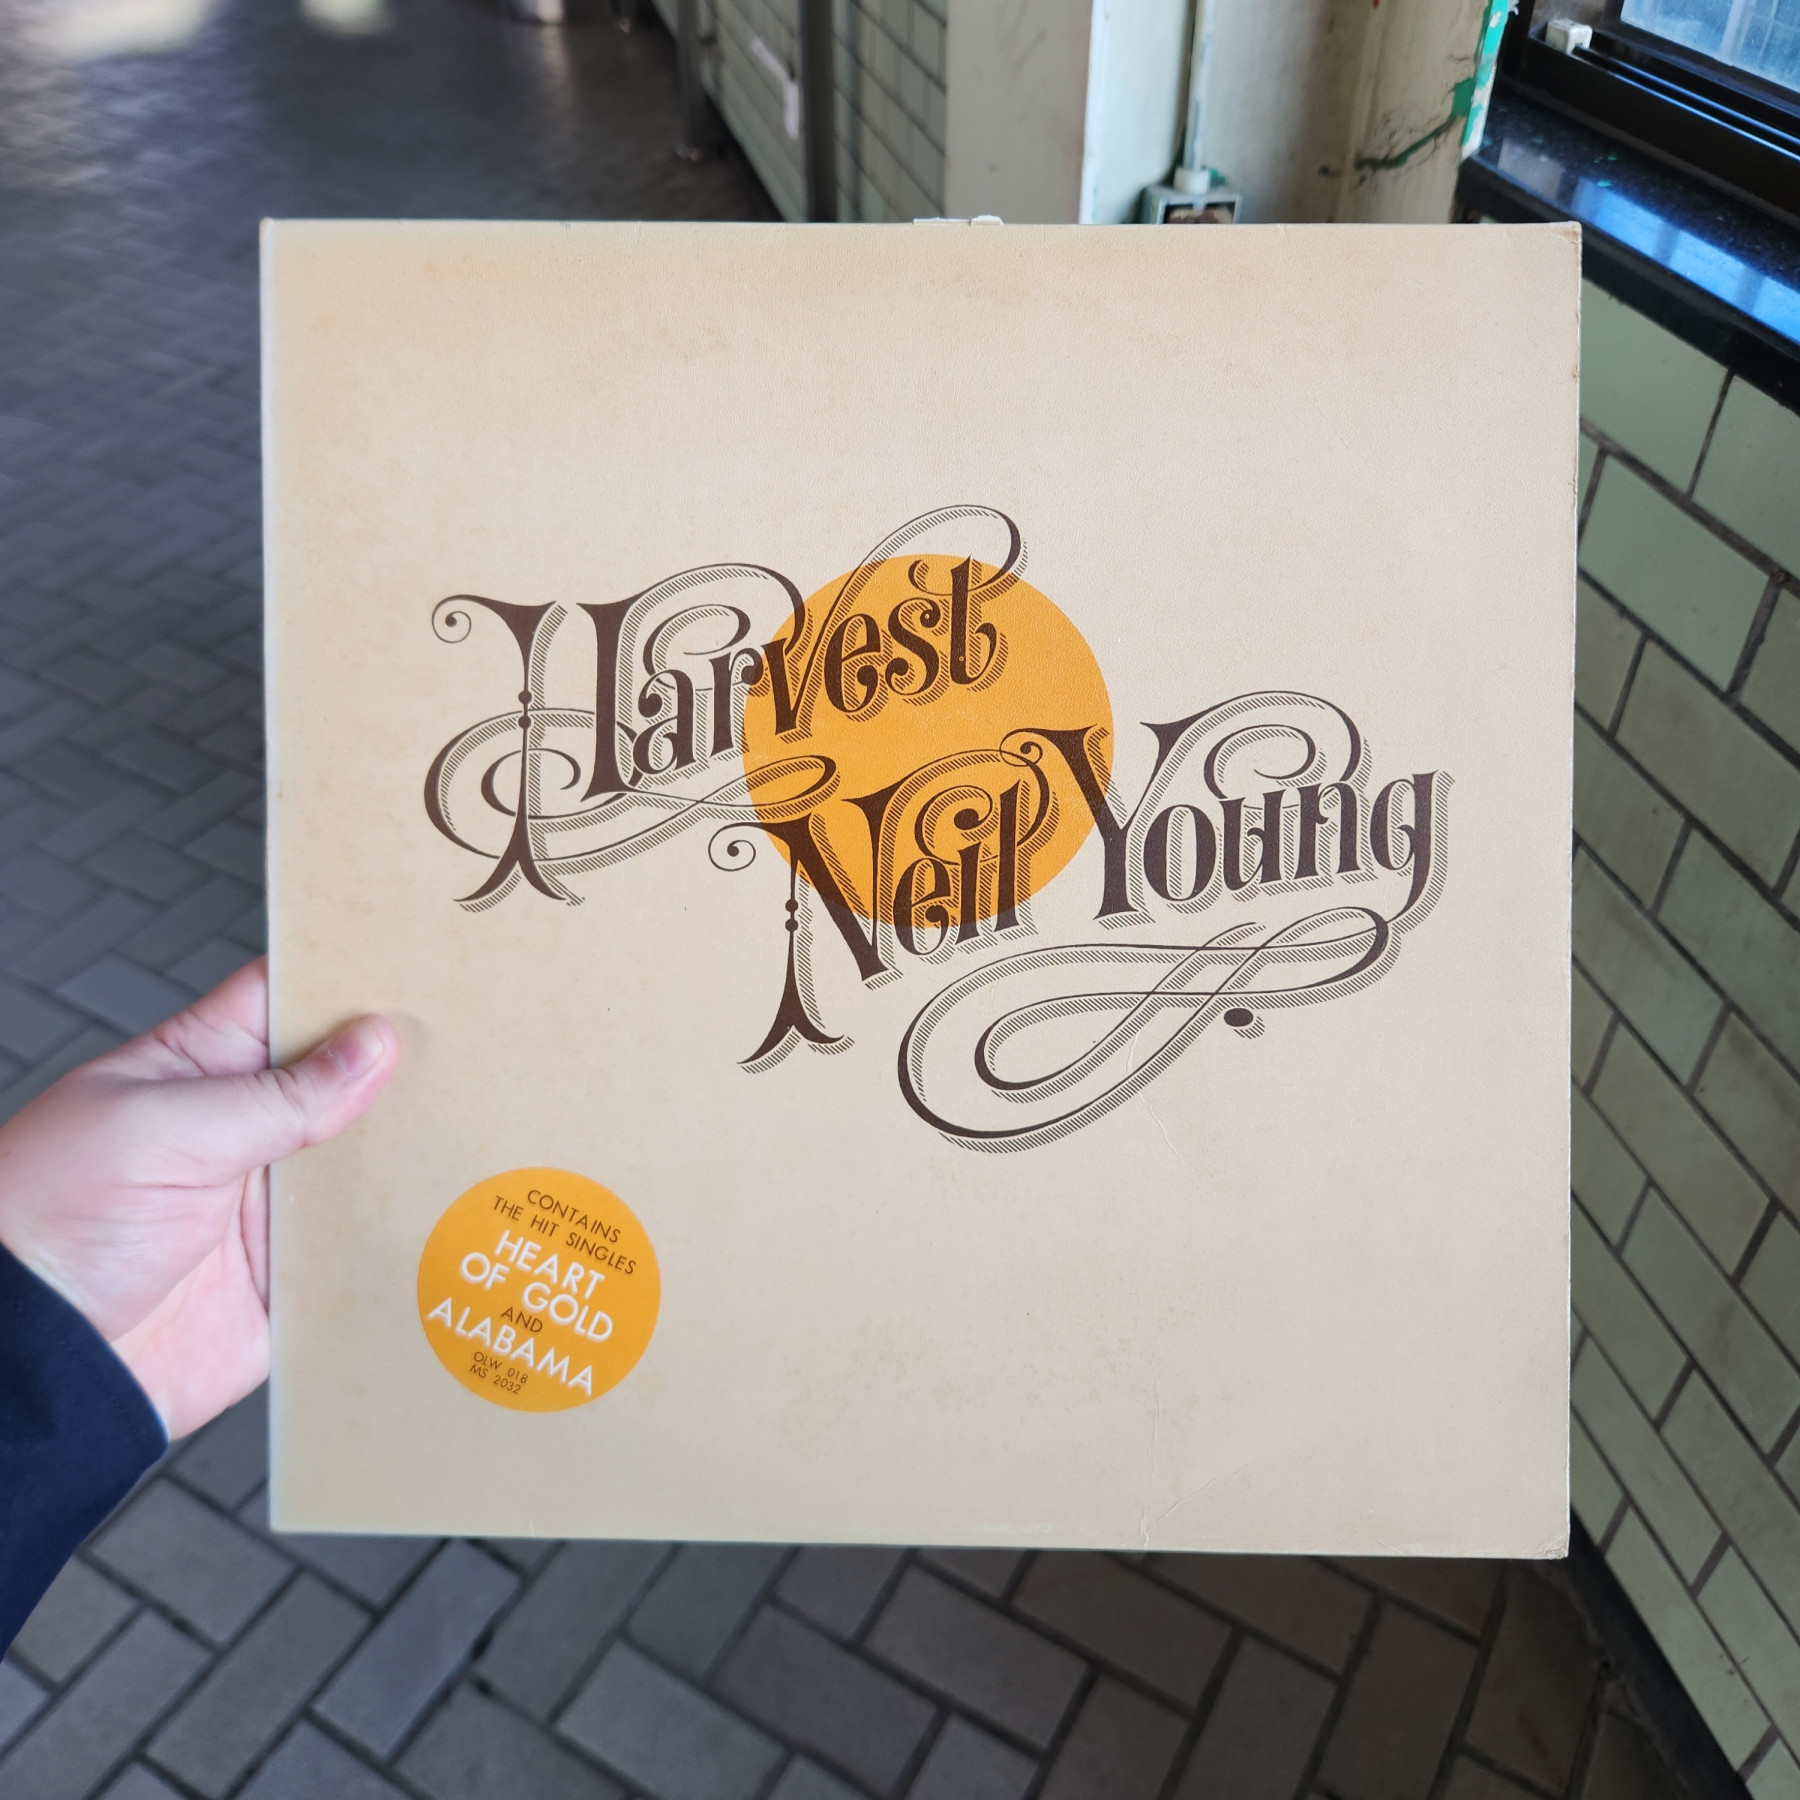 Harvest
Neil Young
CONTAINS
THE HIT SINGLES
HEART
OF GOLD
AND
ALABAMA
OLW 018
MS 2032